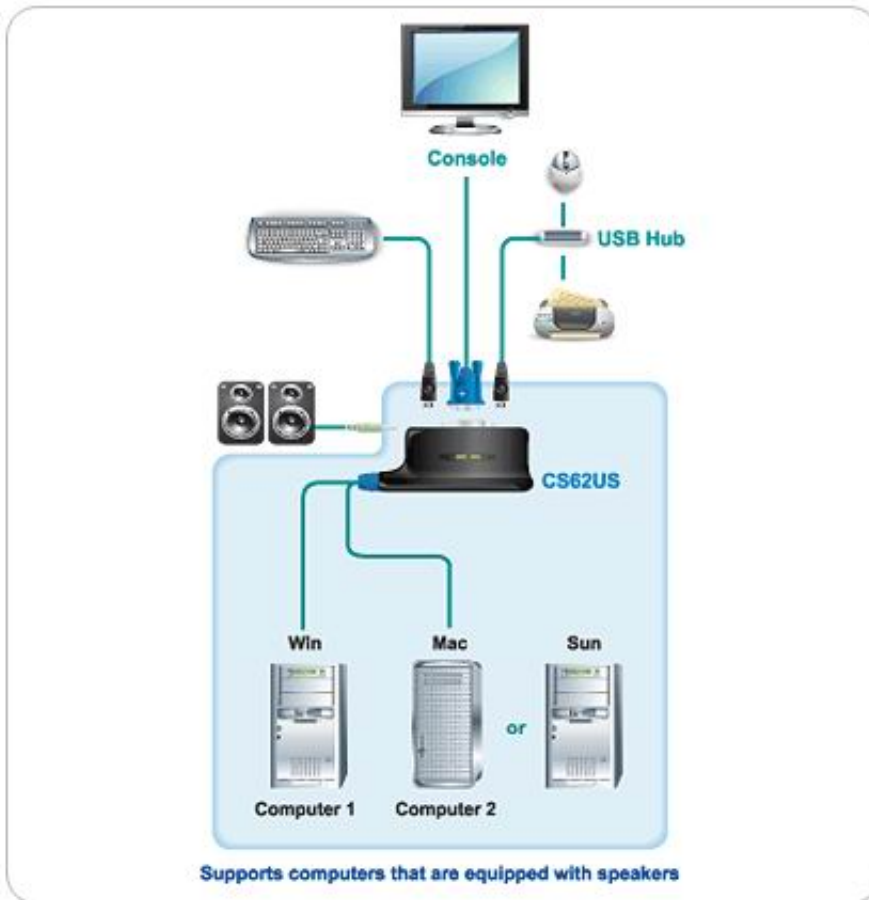 Console
USB Hub
CS62US
Win
Mac
Sun
or
Computer 1
Computer 2
Supports computers that are equipped with speakers